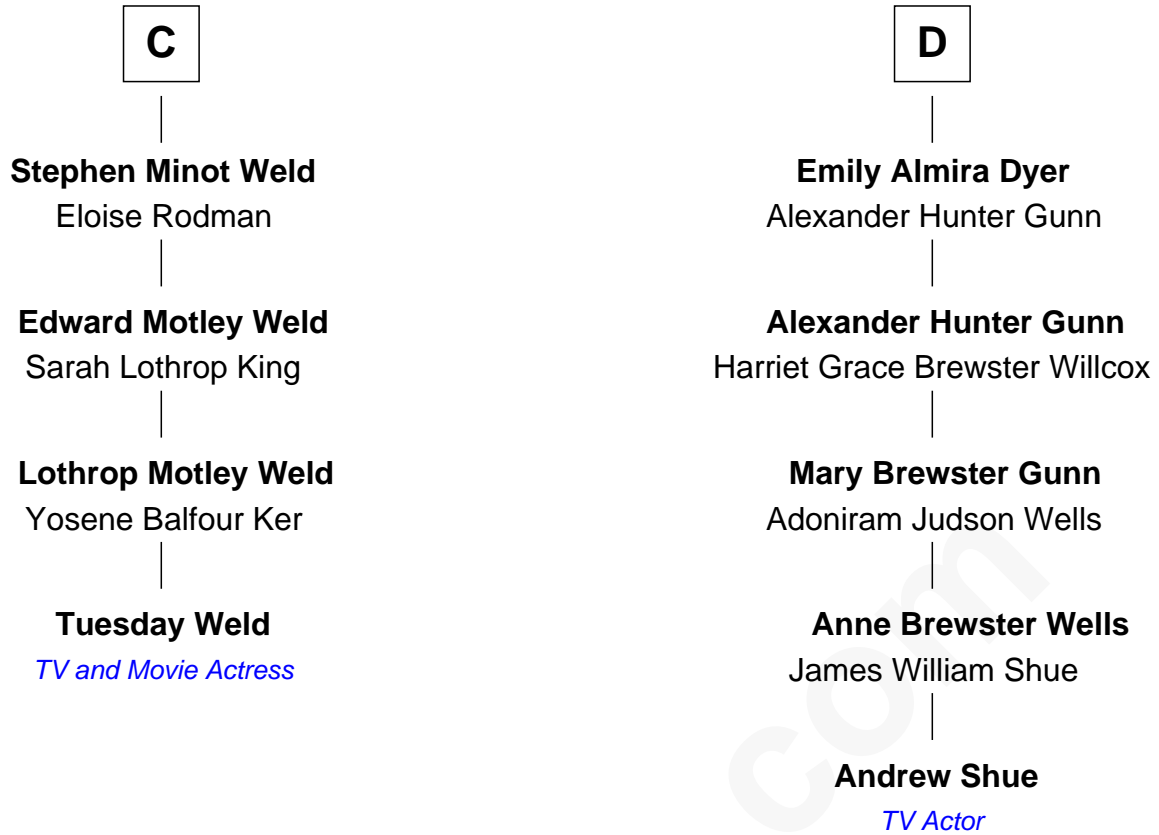 C
Stephen Minot Weld
Eloise Rodman
Edward Motley Weld
Sarah Lothrop King
Lothrop Motley Weld
Yosene Balfour Ker
Tuesday Weld
TV and Movie Actress
D
Emily Almira Dyer
Alexander Hunter Gunn
Alexander Hunter Gunn
Harriet Grace Brewster Willcox
Mary Brewster Gunn
Adoniram Judson Wells
Anne Brewster Wells
James William Shue
Andrew Shue
TV Actor
com